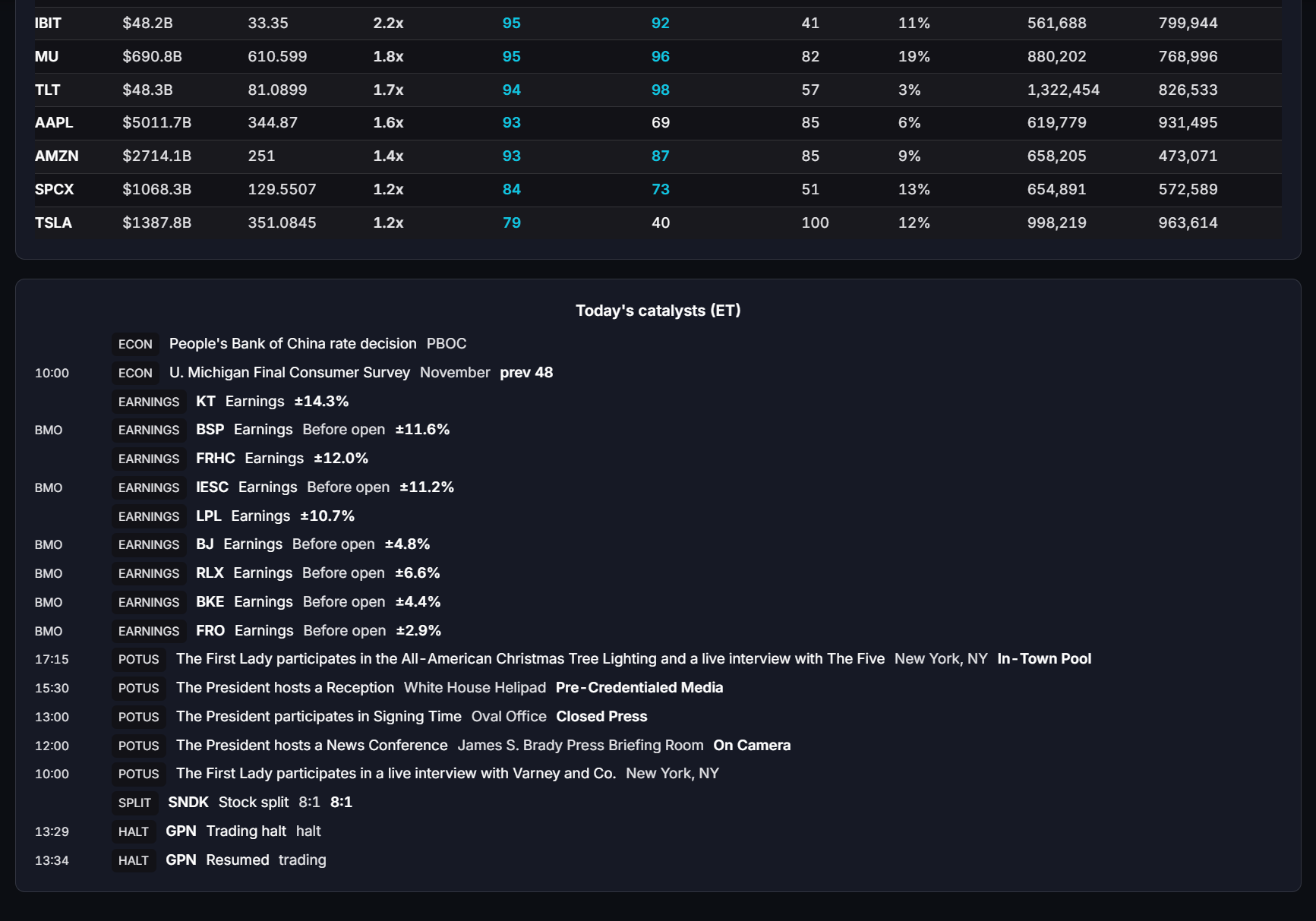 IBIT $48.2B 33.35 2.2x 95 92 41 11% 561,688 799,944
MU $690.8B 610.599 1.8x 95 96 82 19% 880,202 768,996
TLT $48.3B 81.0899 1.7x 94 98 57 3% 1,322,454 826,533
AAPL $5011.7B 344.87 1.6x 93 69 85 6% 619,779 931,495
AMZN $2714.1B 251 1.4x 93 87 85 9% 658,205 473,071
SPCX $1068.3B 129.5507 1.2x 84 73 51 13% 654,891 572,589
TSLA $1387.8B 351.0845 1.2x 79 40 100 12% 998,219 963,614
Today's catalysts (ET)
ECON People's Bank of China rate decision PBOC
10:00 ECON U. Michigan Final Consumer Survey November prev 48
EARNINGS KT Earnings ±14.3%
BMO EARNINGS BSP Earnings Before open ±11.6%
EARNINGS FRHC Earnings ±12.0%
BMO EARNINGS IESC Earnings Before open ±11.2%
EARNINGS LPL Earnings ±10.7%
BMO EARNINGS BJ Earnings Before open ±4.8%
BMO EARNINGS RLX Earnings Before open ±6.6%
BMO EARNINGS BKE Earnings Before open ±4.4%
BMO EARNINGS FRO Earnings Before open ±2.9%
17:15 POTUS The First Lady participates in the All-American Christmas Tree Lighting and a live interview with The Five New York, NY In-Town Pool
15:30 POTUS The President hosts a Reception White House Helipad Pre-Credentialed Media
13:00 POTUS The President participates in Signing Time Oval Office Closed Press
12:00 POTUS The President hosts a News Conference James S. Brady Press Briefing Room On Camera
10:00 POTUS The First Lady participates in a live interview with Varney and Co. New York, NY
SPLIT SNDK Stock split 8:1 8:1
13:29 HALT GPN Trading halt halt
13:34 HALT GPN Resumed trading